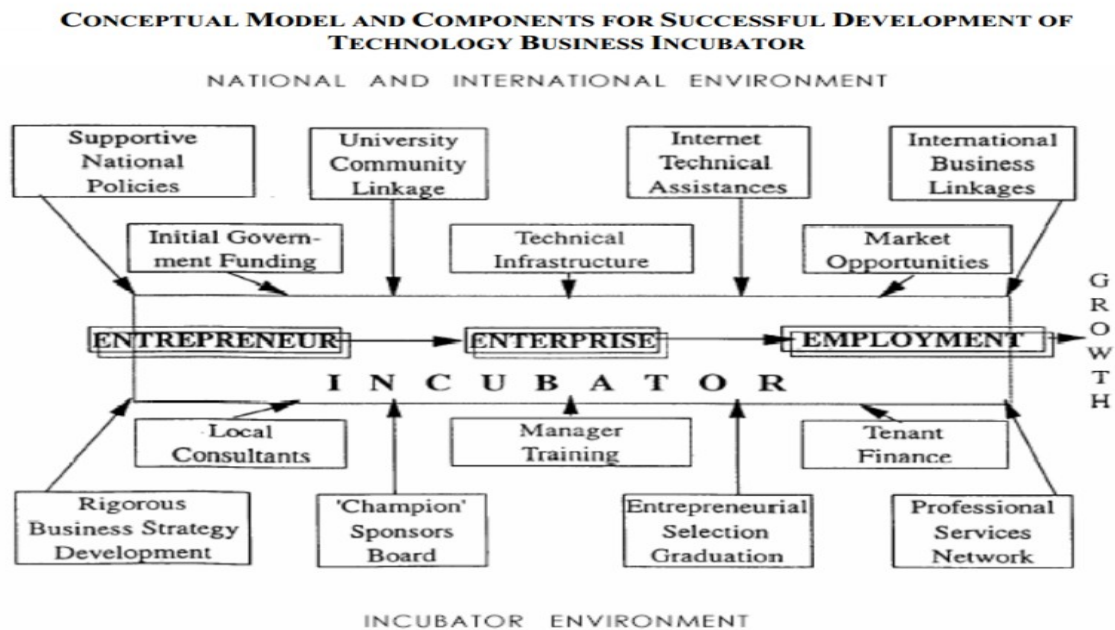 CONCEPTUAL MODEL AND COMPONENTS FOR SUCCESSFUL DEVELOPMENT OF
TECHNOLOGY BUSINESS INCUBATOR
NATIONAL AND INTERNATIONAL ENVIRONMENT
Supportive
National
Policies
University
Community
Linkage
Internet
Technical
Assistances
International
Business
Linkages
Initial Govern-
ment Funding
Technical
Infrastructure
Market
Opportunities
ENTREPRENEUR
ENTERPRISE
EMPLOYMENT
GROWTH
INCUBATOR
Local
Consultants
Manager
Training
Tenant
Finance
Rigorous
Business Strategy
Development
'Champion'
Sponsors
Board
Entrepreneurial
Selection
Graduation
Professional
Services
Network
INCUBATOR ENVIRONMENT